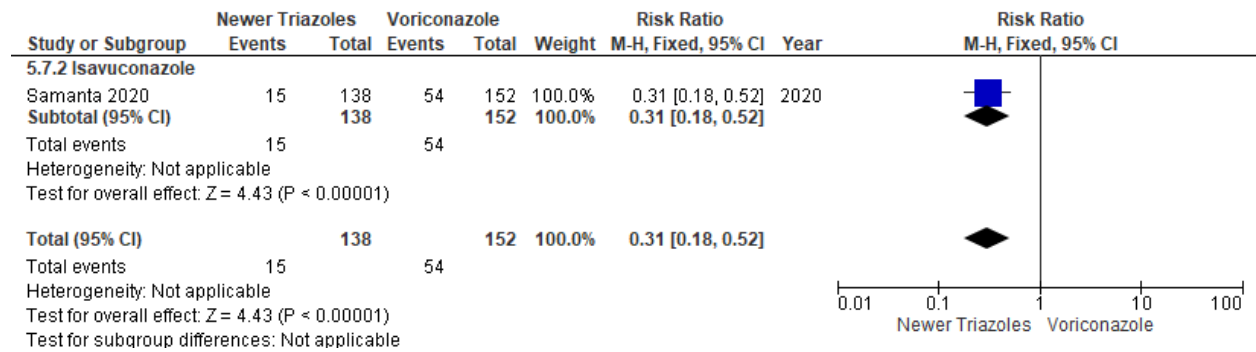 Newer Triazoles Voriconazole Risk Ratio Risk Ratio
Study or Subgroup Events Total Events Total Weight M-H, Fixed, 95% CI Year M-H, Fixed, 95% CI
5.7.2 Isavuconazole
Samanta 2020 15 138 54 152 100.0% 0.31 [0.18, 0.52] 2020
Subtotal (95% CI) 138 152 100.0% 0.31 [0.18, 0.52]
Total events 15 54
Heterogeneity: Not applicable
Test for overall effect: Z = 4.43 (P < 0.00001)
Total (95% CI) 138 152 100.0% 0.31 [0.18, 0.52]
Total events 15 54
Heterogeneity: Not applicable
Test for overall effect: Z = 4.43 (P < 0.00001)
Test for subgroup differences: Not applicable
0.01 0.1 1 10 100
Newer Triazoles Voriconazole